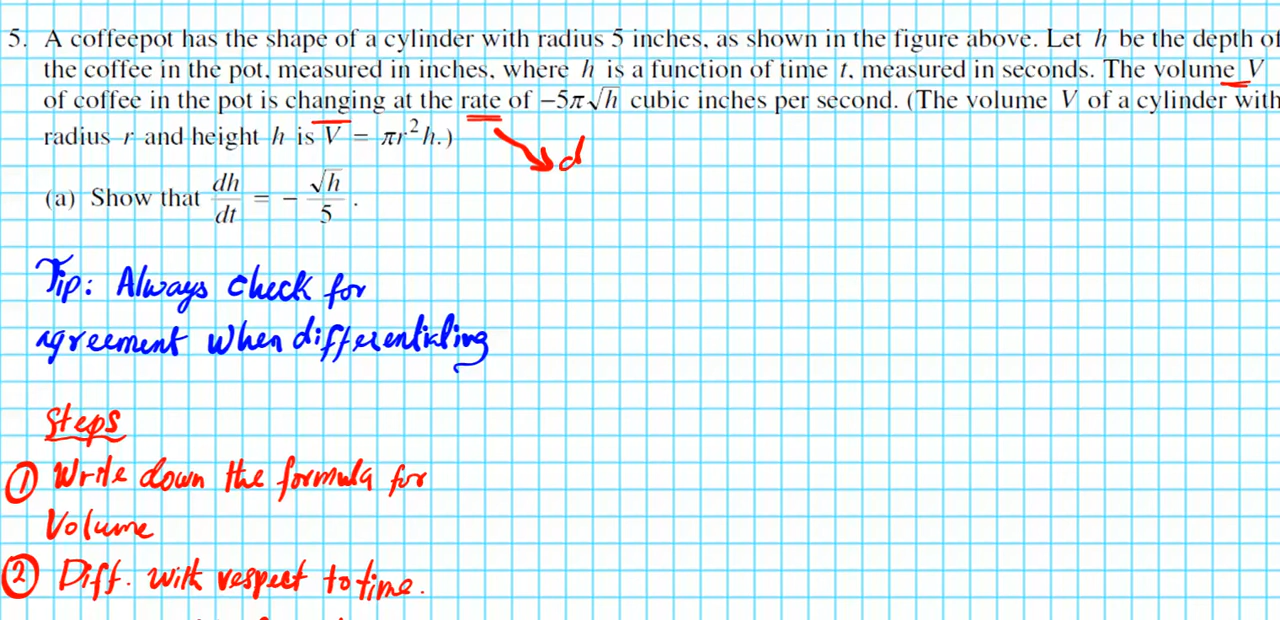 5. A coffeepot has the shape of a cylinder with radius 5 inches, as shown in the figure above. Let h be the depth of
the coffee in the pot, measured in inches, where h is a function of time t, measured in seconds. The volume V
of coffee in the pot is changing at the rate of −5π√h cubic inches per second. (The volume V of a cylinder with
radius r and height h is V = πr²h.)
d
(a) Show that dh/dt = − √h/5 .
Tip: Always check for
agreement when differentiating
Steps
① Write down the formula for
Volume
② Diff. with respect to time.